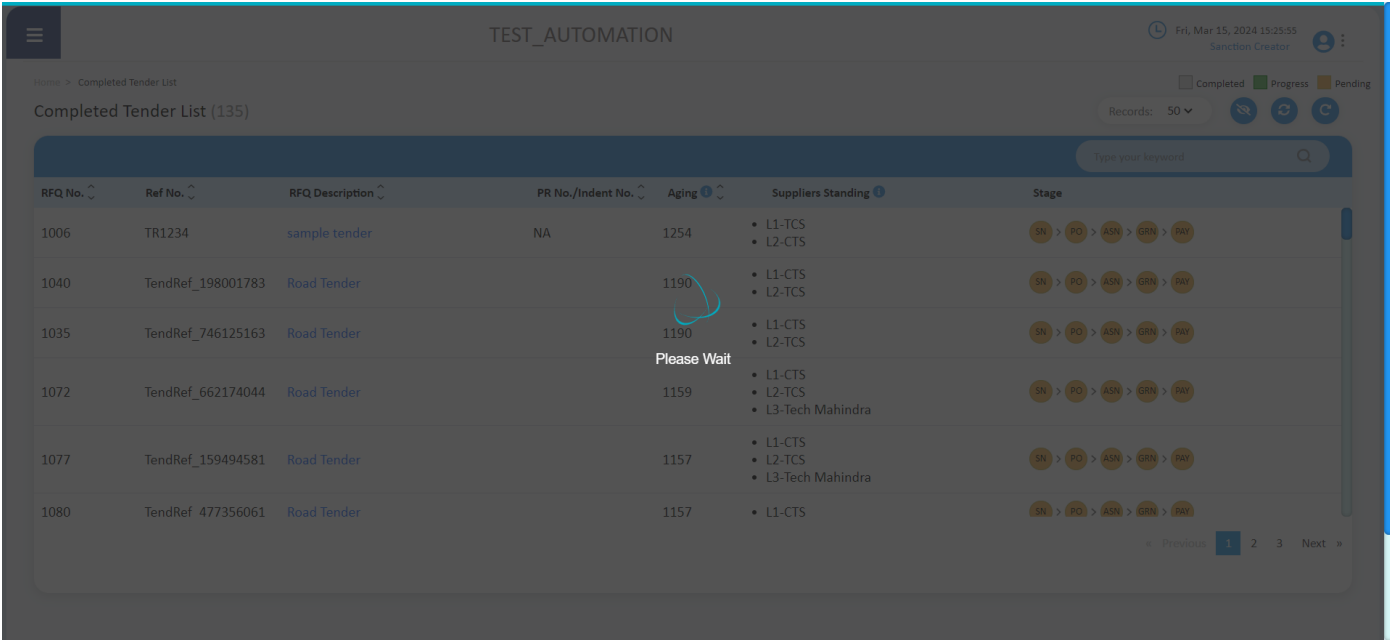 TEST_AUTOMATION
Fri, Mar 15, 2024 15:25:55
Sanction Creator
Home > Completed Tender List
Completed Progress Pending
Completed Tender List (135)
Records: 50
Type your keyword
RFQ No. Ref No. RFQ Description PR No./Indent No. Aging Suppliers Standing Stage
1006 TR1234 sample tender NA 1254 • L1-TCS SN > PO > ASN > GRN > PAY
• L2-CTS
1040 TendRef_198001783 Road Tender 1190 • L1-CTS SN > PO > ASN > GRN > PAY
• L2-TCS
1035 TendRef_746125163 Road Tender 1190 • L1-CTS SN > PO > ASN > GRN > PAY
• L2-TCS
Please Wait
1072 TendRef_662174044 Road Tender 1159 • L1-CTS SN > PO > ASN > GRN > PAY
• L2-TCS
• L3-Tech Mahindra
1077 TendRef_159494581 Road Tender 1157 • L1-CTS SN > PO > ASN > GRN > PAY
• L2-TCS
• L3-Tech Mahindra
1080 TendRef_477356061 Road Tender 1157 • L1-CTS SN > PO > ASN > GRN > PAY
« Previous 1 2 3 Next »